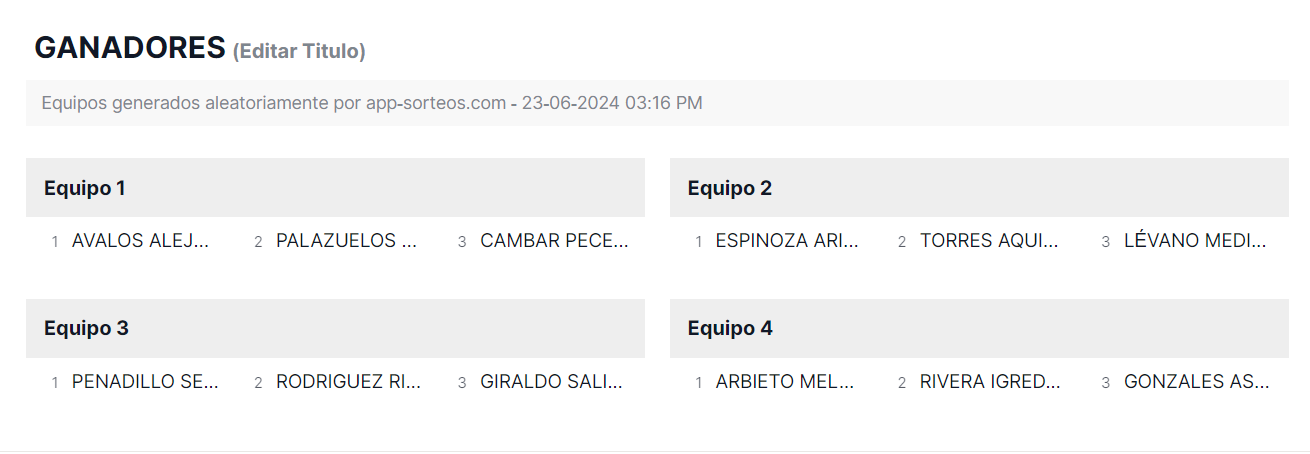 GANADORES (Editar Titulo)
Equipos generados aleatoriamente por app-sorteos.com - 23-06-2024 03:16 PM
Equipo 1
1 AVALOS ALEJ... 2 PALAZUELOS ... 3 CAMBAR PECE...
Equipo 2
1 ESPINOZA ARI... 2 TORRES AQUI... 3 LÉVANO MEDI...
Equipo 3
1 PENADILLO SE... 2 RODRIGUEZ RI... 3 GIRALDO SALI...
Equipo 4
1 ARBIETO MEL... 2 RIVERA IGRED... 3 GONZALES AS...